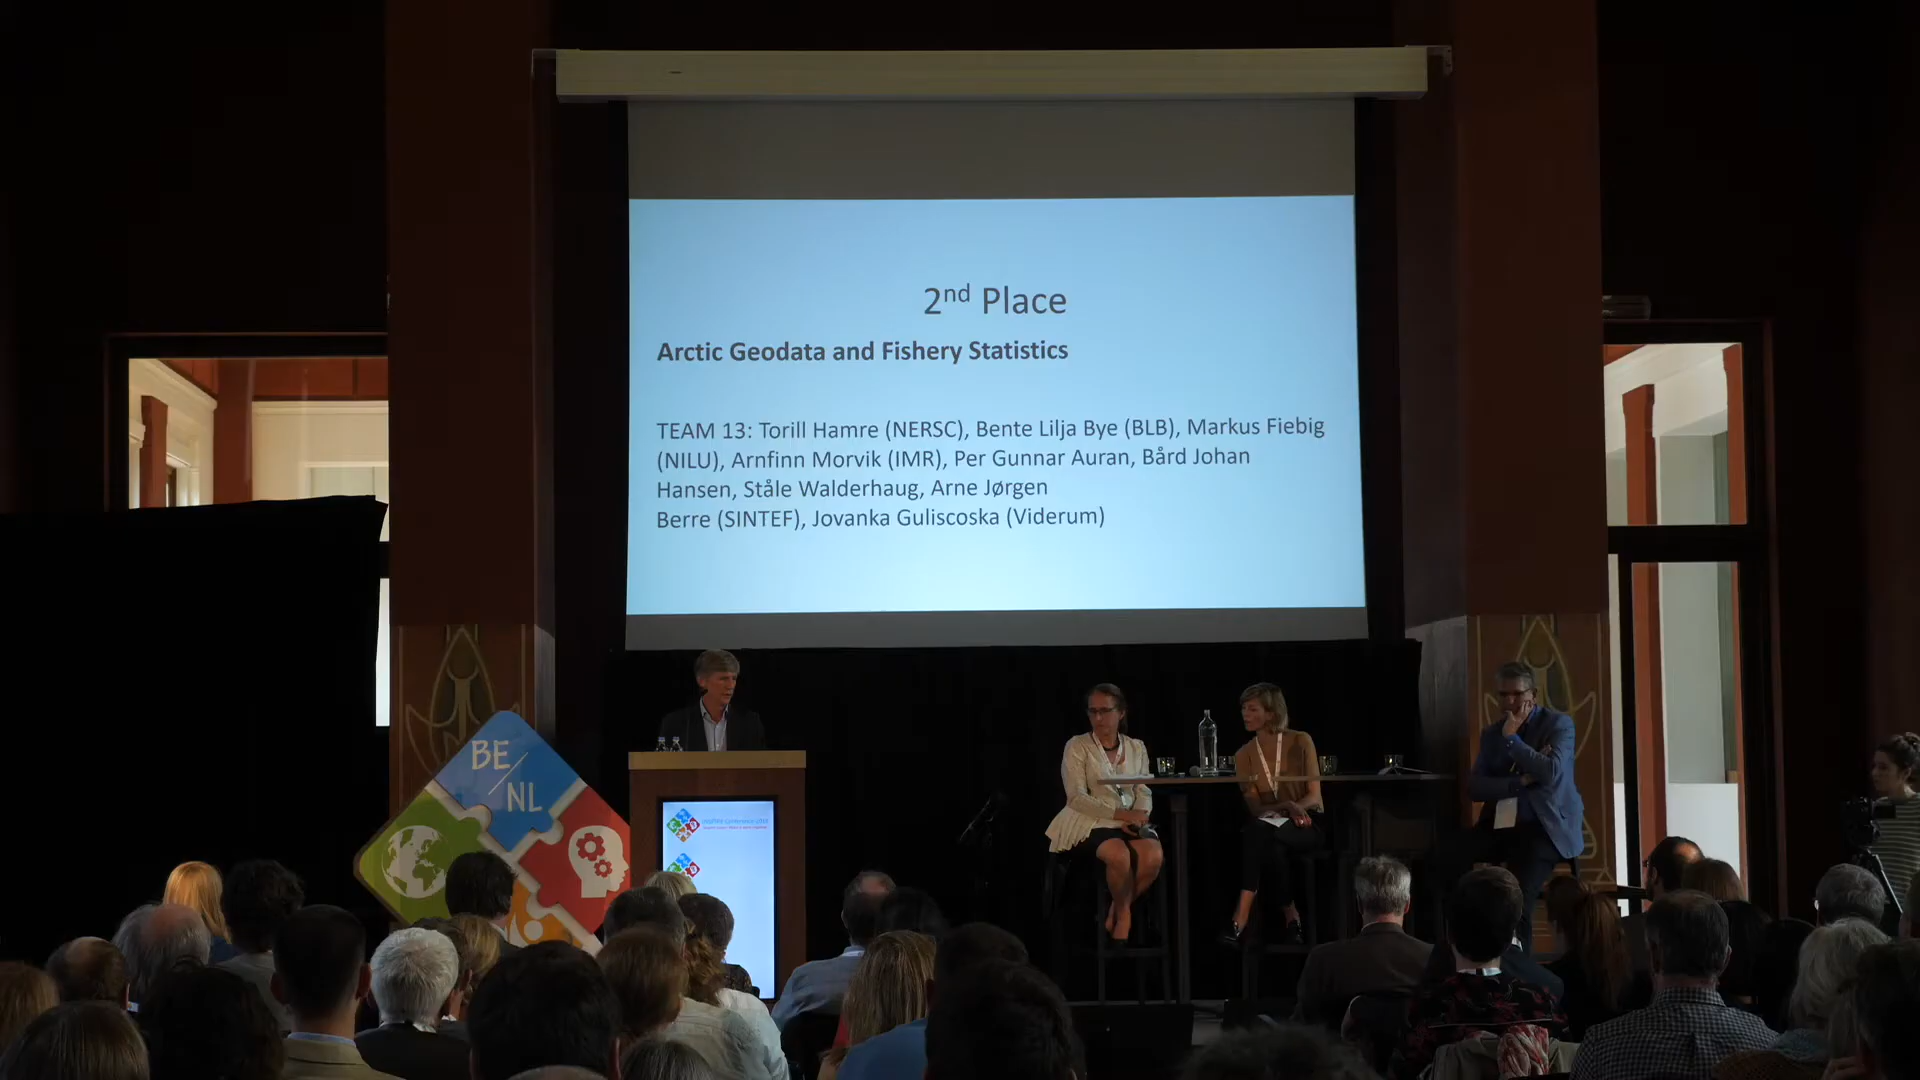 2nd Place
Arctic Geodata and Fishery Statistics
TEAM 13: Torill Hamre (NERSC), Bente Lilja Bye (BLB), Markus Fiebig
(NILU), Arnfinn Morvik (IMR), Per Gunnar Auran, Bård Johan
Hansen, Ståle Walderhaug, Arne Jørgen
Berre (SINTEF), Jovanka Guliscoska (Viderum)
BE/
NL